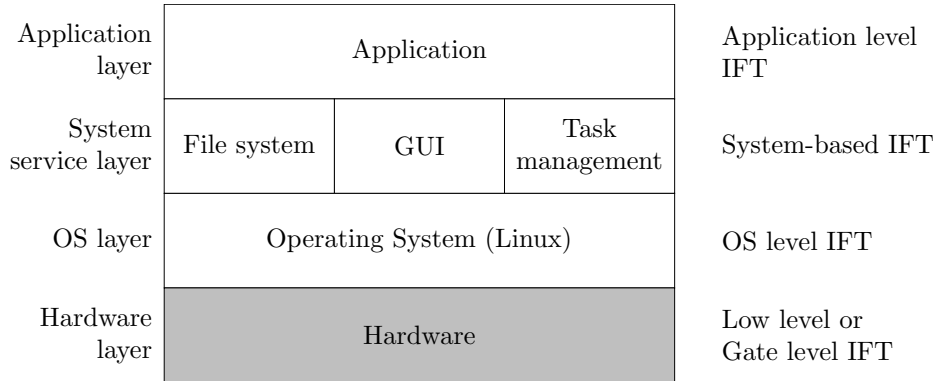 Application
layer
Application
Application level
IFT
System
service layer
File system
GUI
Task
management
System-based IFT
OS layer
Operating System (Linux)
OS level IFT
Hardware
layer
Hardware
Low level or
Gate level IFT